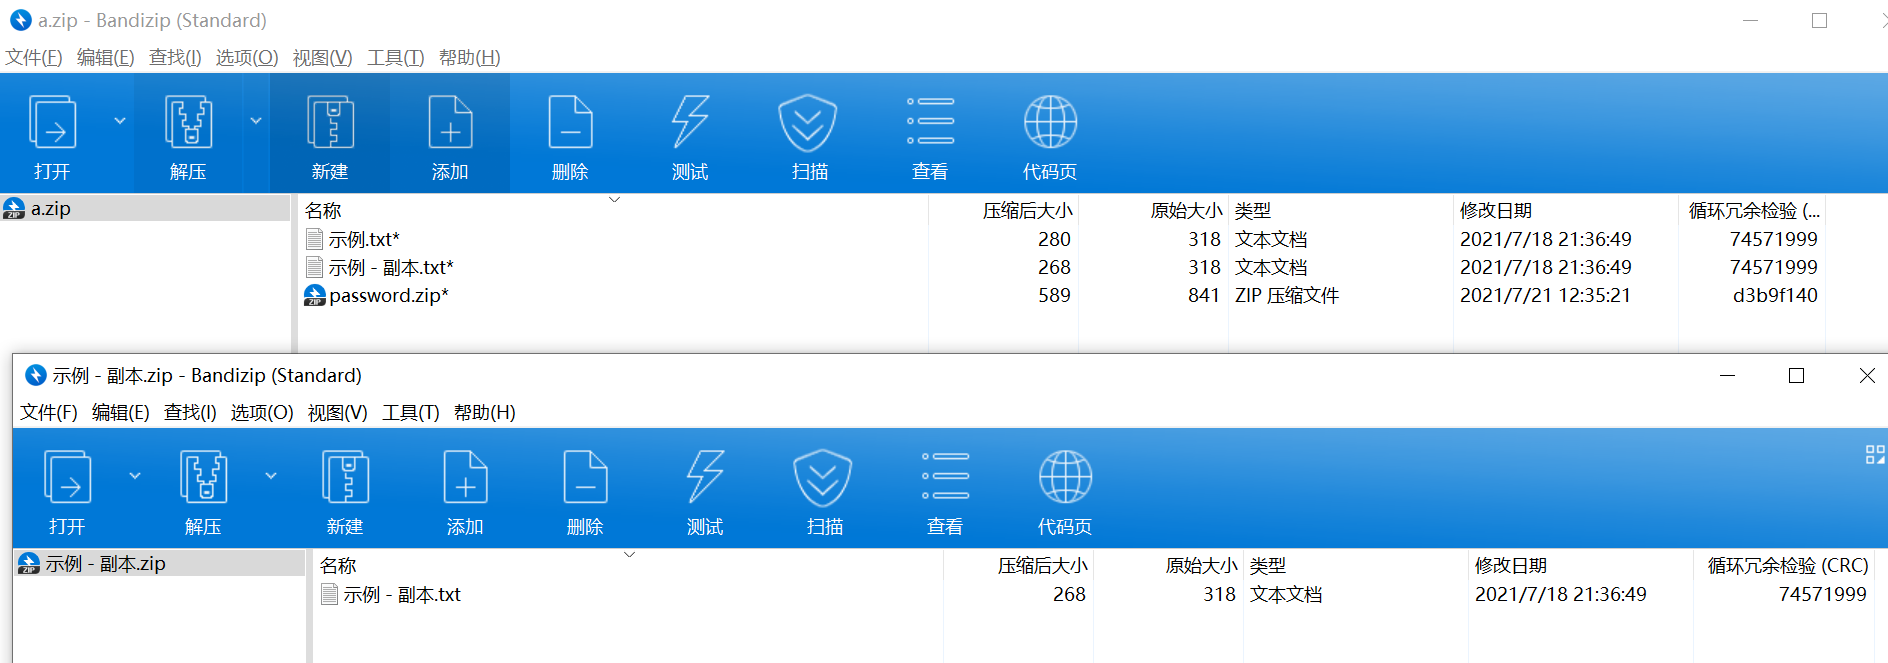 a.zip - Bandizip (Standard)
文件(F) 编辑(E) 查找(I) 选项(O) 视图(V) 工具(T) 帮助(H)
打开 解压 新建 添加 删除 测试 扫描 查看 代码页
a.zip
名称 压缩后大小 原始大小 类型 修改日期 循环冗余检验 (...
示例.txt* 280 318 文本文档 2021/7/18 21:36:49 74571999
示例 - 副本.txt* 268 318 文本文档 2021/7/18 21:36:49 74571999
password.zip* 589 841 ZIP 压缩文件 2021/7/21 12:35:21 d3b9f140
示例 - 副本.zip - Bandizip (Standard)
文件(F) 编辑(E) 查找(I) 选项(O) 视图(V) 工具(T) 帮助(H)
打开 解压 新建 添加 删除 测试 扫描 查看 代码页
示例 - 副本.zip
名称 压缩后大小 原始大小 类型 修改日期 循环冗余检验 (CRC)
示例 - 副本.txt 268 318 文本文档 2021/7/18 21:36:49 74571999